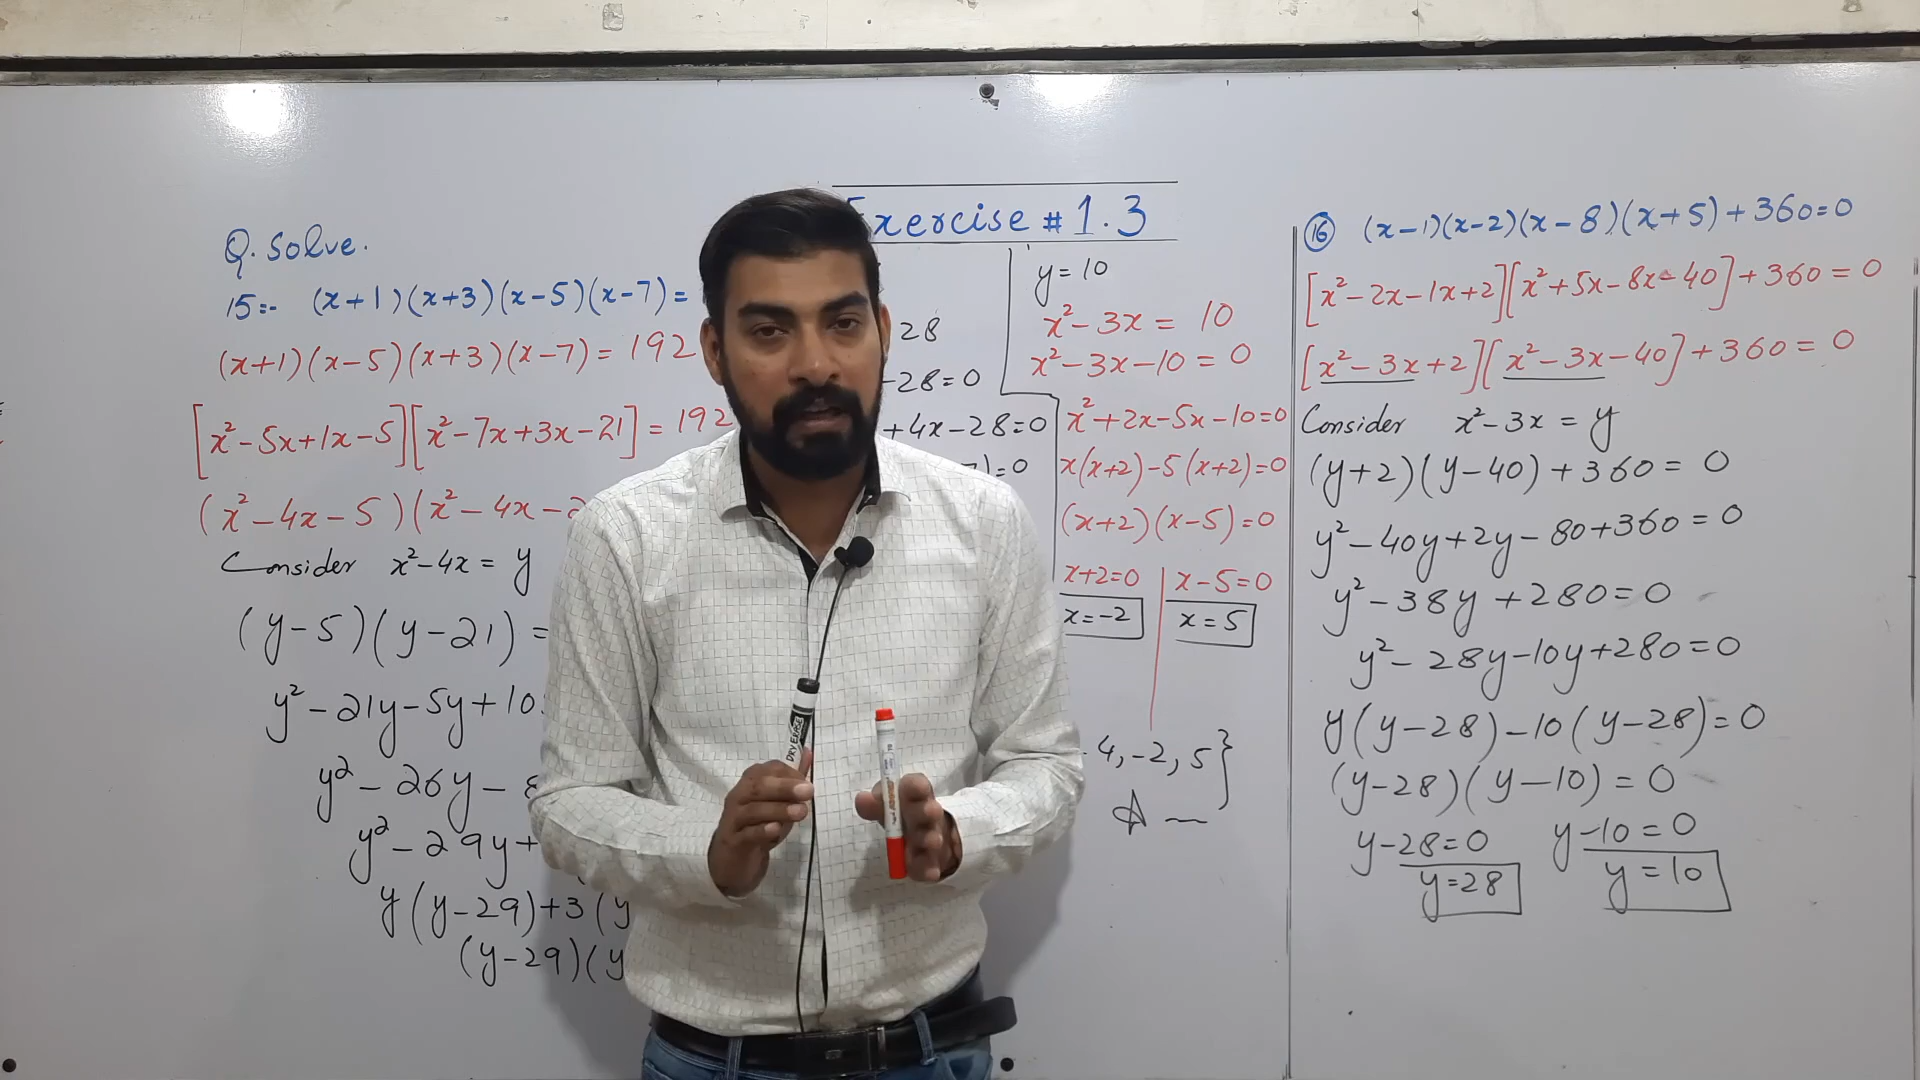 Exercise # 1.3
Q. Solve.
15:- (x+1)(x+3)(x-5)(x-7)=
(x+1)(x-5)(x+3)(x-7) = 192
[x²-5x+1x-5][x²-7x+3x-21] = 192
(x²-4x-5)(x²-4x-2
Consider x²-4x = y
(y-5)(y-21) =
y²-21y-5y+10
y²-26y-8
y²-29y+
y(y-29)+3(y
(y-29)(y
28
-28=0
+4x-28=0
)=0
y = 10
x²-3x = 10
x²-3x-10 = 0
x²+2x-5x-10=0
x(x+2)-5(x+2)=0
(x+2)(x-5)=0
x+2=0 x-5=0
x=-2 x=5
4,-2,5}
16 (x-1)(x-2)(x-8)(x+5)+360=0
[x²-2x-1x+2][x²+5x-8x-40]+360=0
[x²-3x+2][x²-3x-40]+360=0
Consider x²-3x = y
(y+2)(y-40)+360 = 0
y²-40y+2y-80+360=0
y²-38y+280=0
y²-28y-10y+280=0
y(y-28)-10(y-28)=0
(y-28)(y-10)=0
y-28=0 y-10=0
y=28 y=10
DRY ERASE